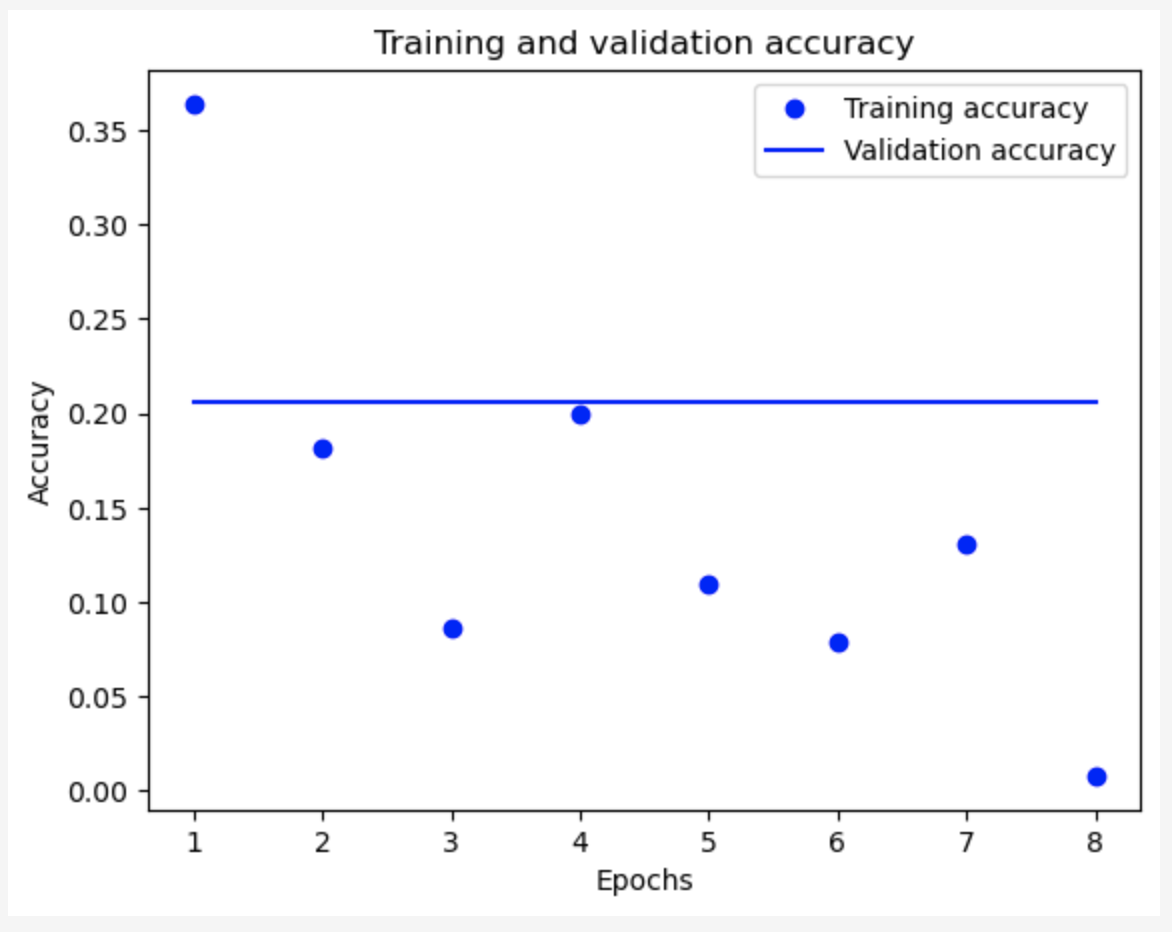 Training and validation accuracy
Training accuracy
Validation accuracy
Accuracy
0.35
0.30
0.25
0.20
0.15
0.10
0.05
0.00
1 2 3 4 5 6 7 8
Epochs